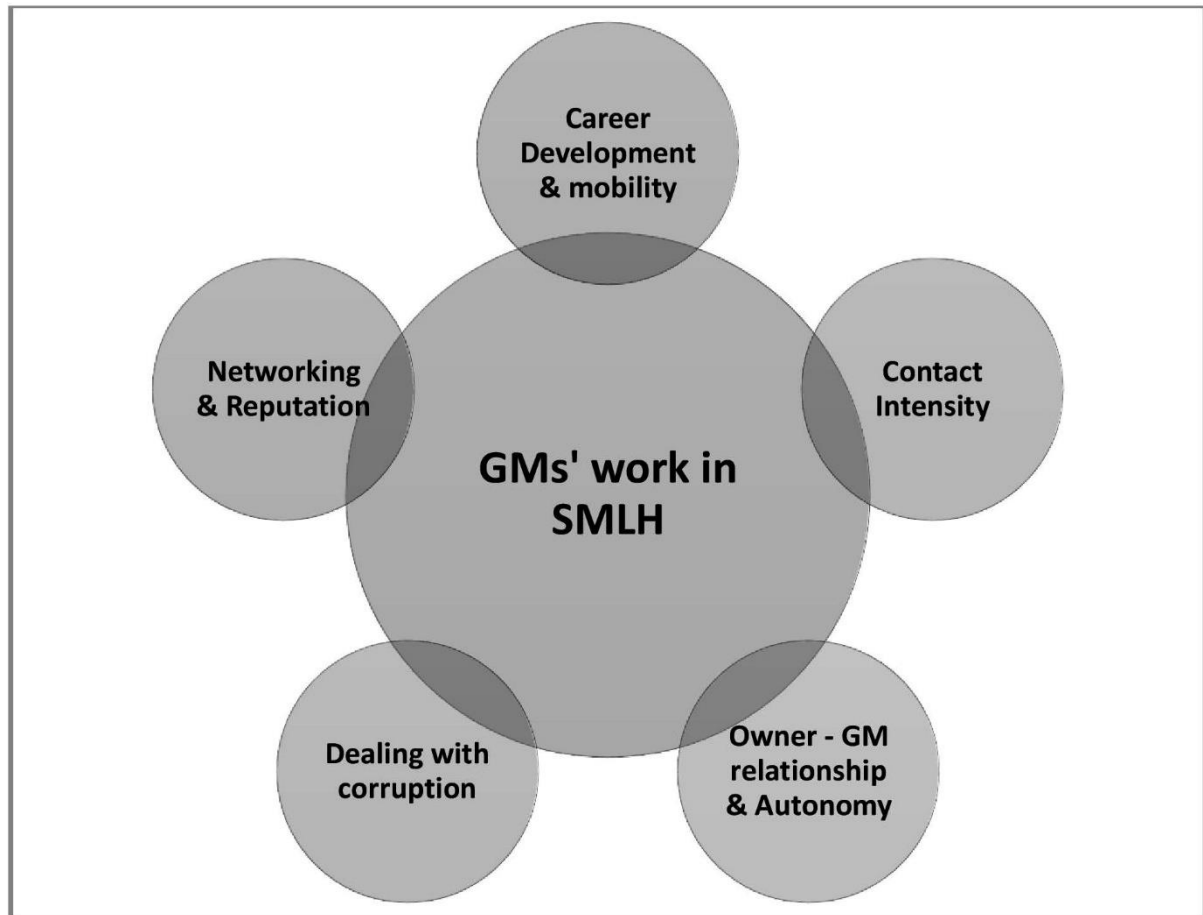 Career
Development
& mobility
Networking
& Reputation
Contact
Intensity
GMs' work in
SMLH
Dealing with
corruption
Owner - GM
relationship
& Autonomy